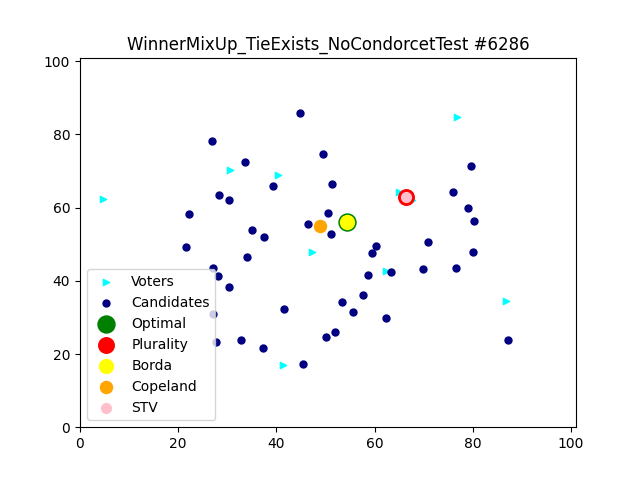 WinnerMixUp_TieExists_NoCondorcetTest #6286
100
80
60
40
20
0
Voters
Candidates
Optimal
Plurality
Borda
Copeland
STV
0 20 40 60 80 100